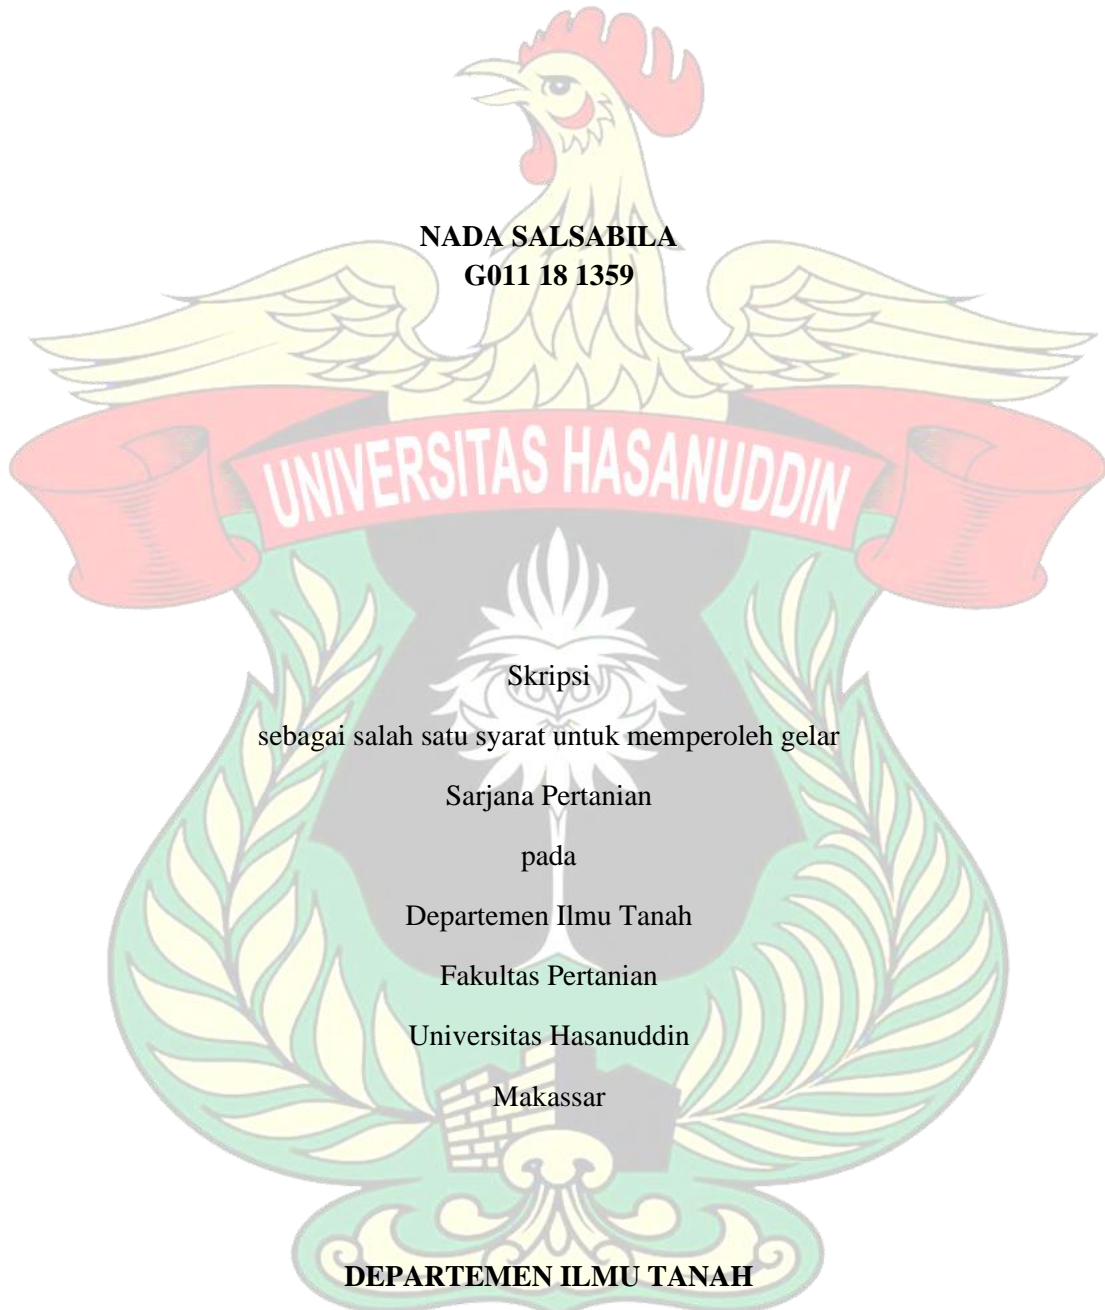 NADA SALSABILA
G011 18 1359
UNIVERSITAS HASANUDDIN
Skripsi
sebagai salah satu syarat untuk memperoleh gelar
Sarjana Pertanian
pada
Departemen Ilmu Tanah
Fakultas Pertanian
Universitas Hasanuddin
Makassar
DEPARTEMEN ILMU TANAH